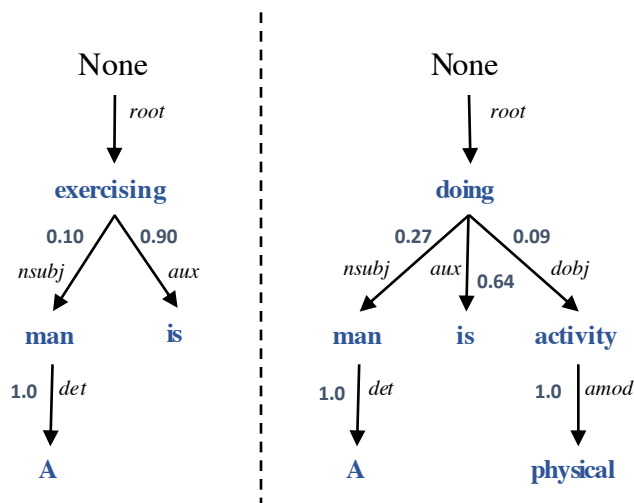 None
root
exercising
0.10 0.90
nsubj aux
man is
1.0 det
A
None
root
doing
0.27 0.09
nsubj aux dobj
0.64
man is activity
1.0 det 1.0 amod
A physical